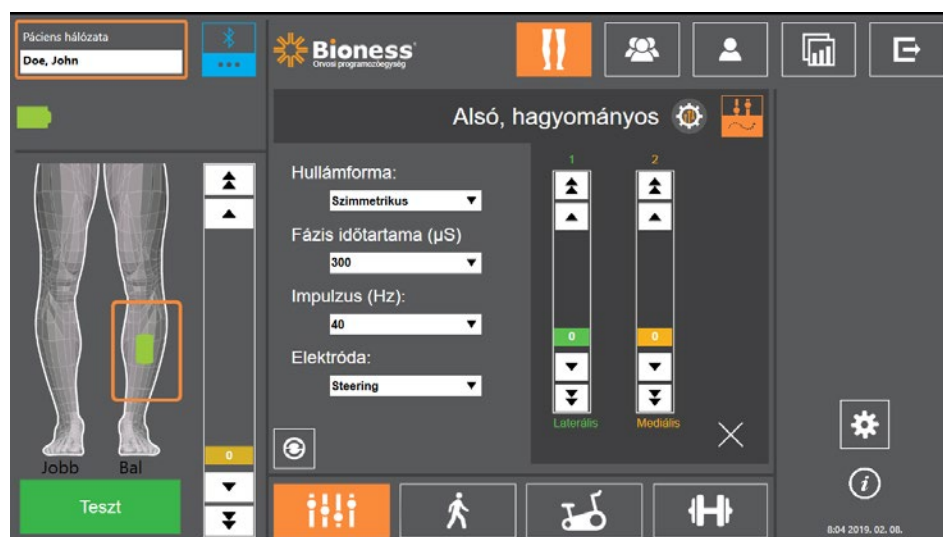 Páciens hálózata
Doe, John
Bioness
Orvosi programozóegység
Alsó, hagyományos
Hullámforma:
Szimmetrikus
Fázis időtartama (µS)
300
Impulzus (Hz):
40
Elektróda:
Steering
1
2
0
0
Laterális
Mediális
Jobb
Bal
0
Teszt
i
8:04 2019. 02. 08.